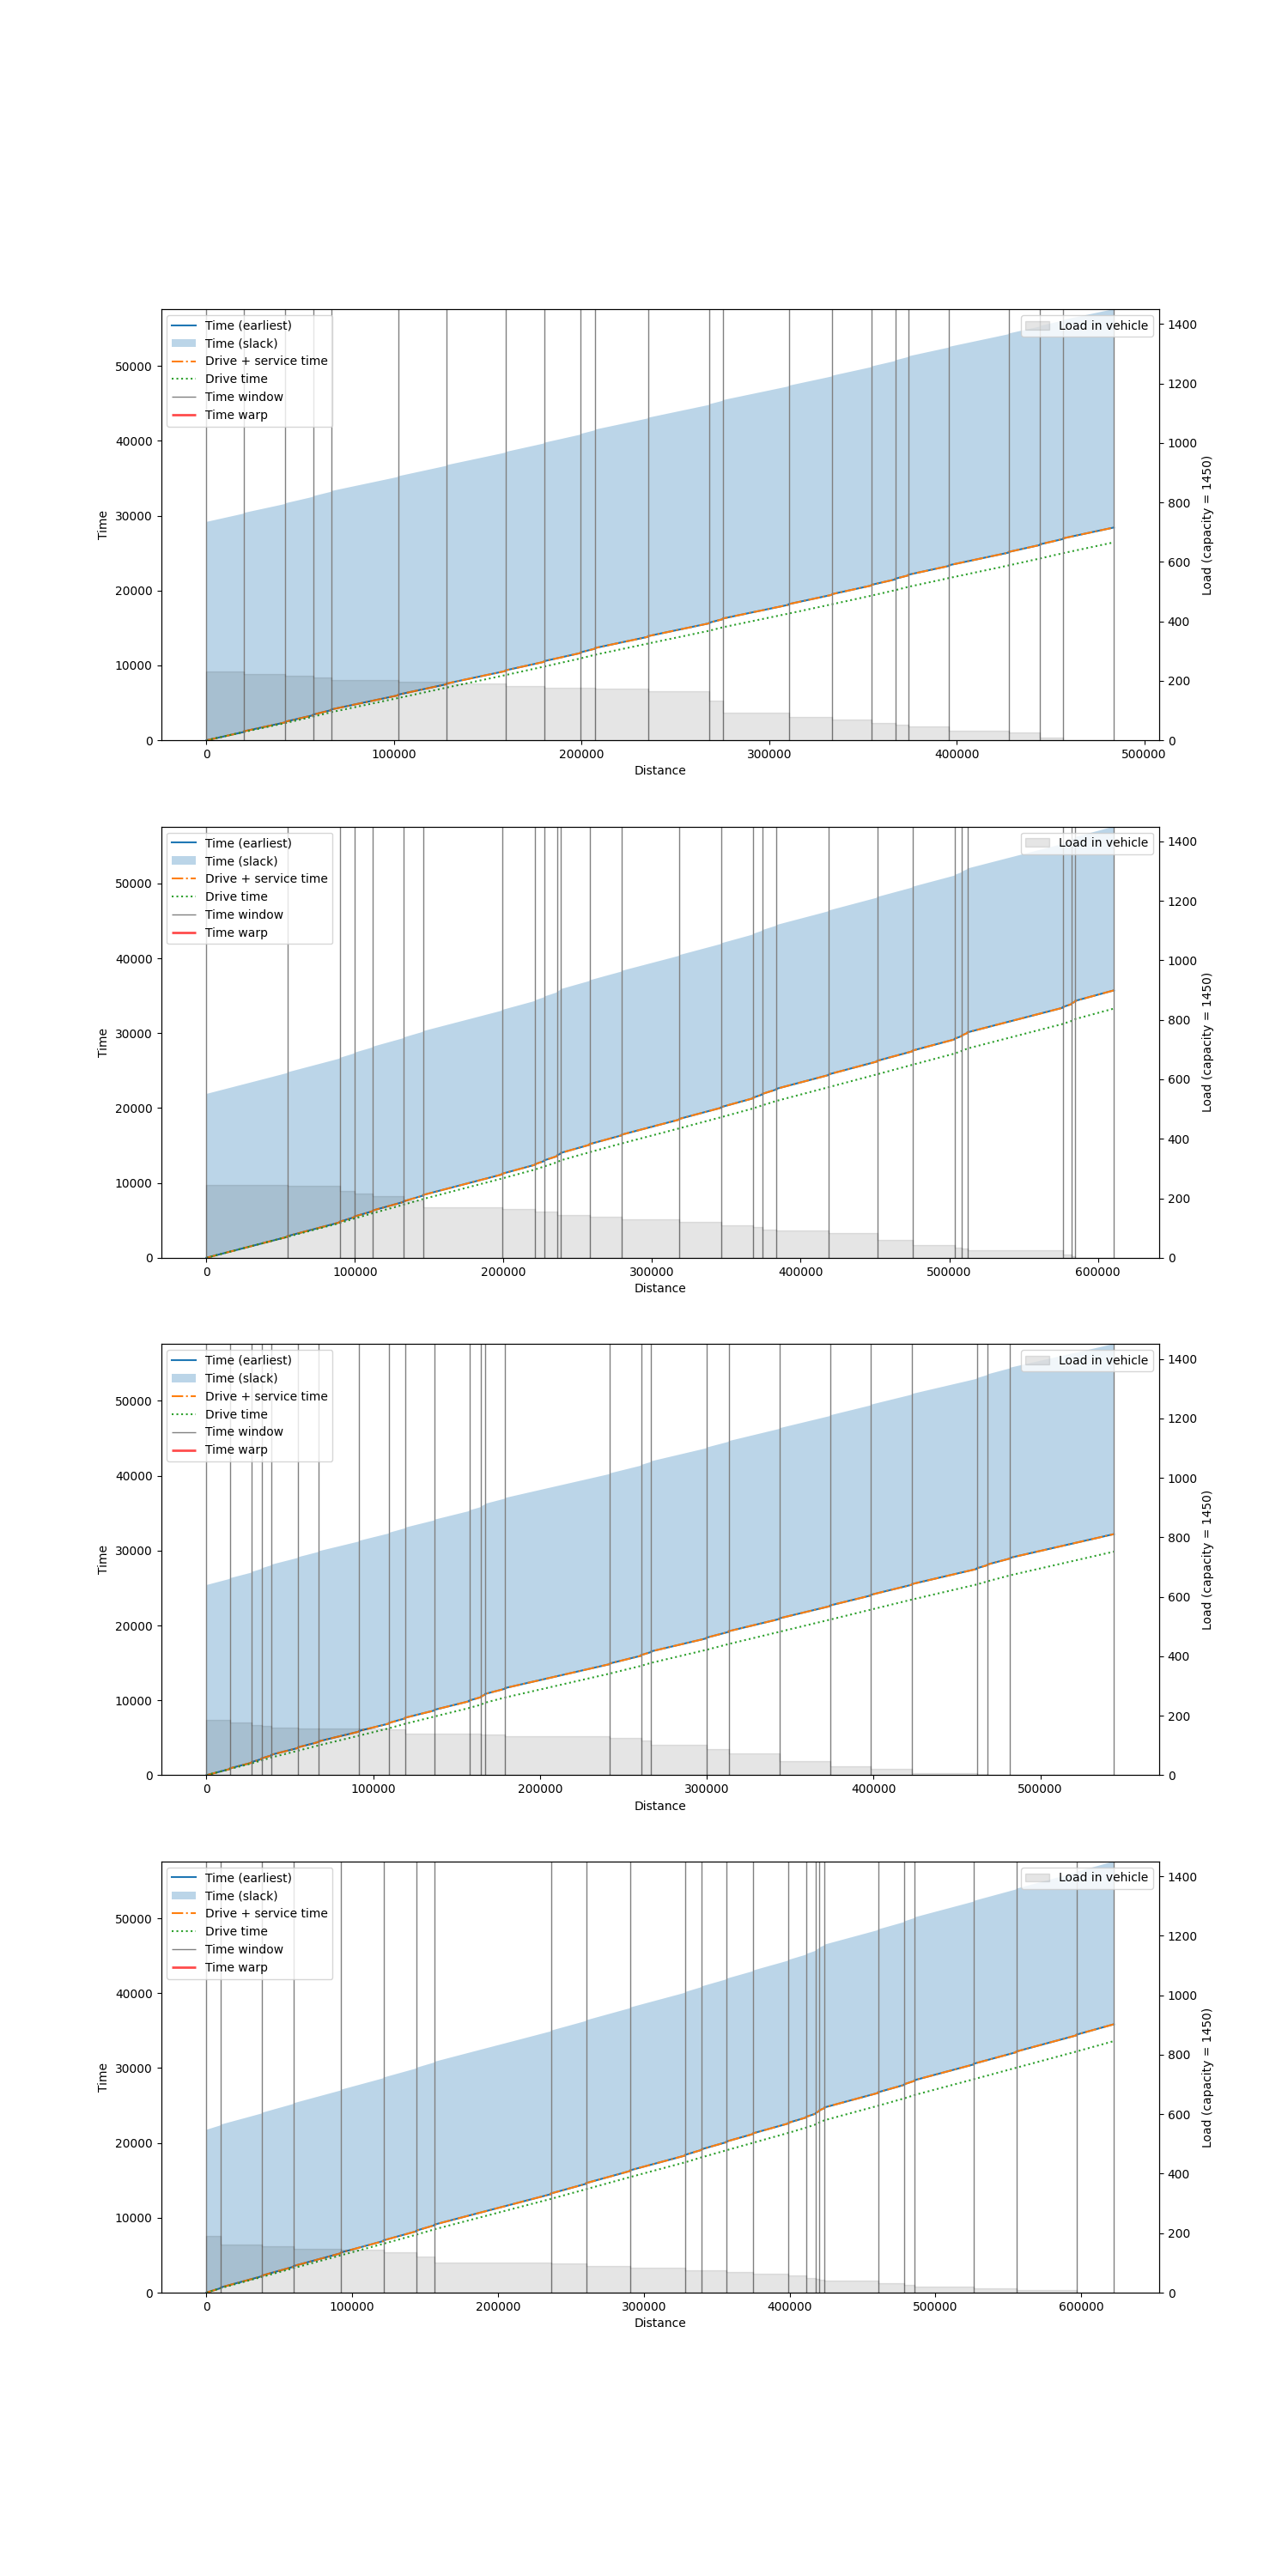 Time (earliest)
Time (slack)
Drive + service time
Drive time
Time window
Time warp
Load in vehicle
50000
40000
30000
20000
10000
0
Time
1400
1200
1000
800
600
400
200
0
Load (capacity = 1450)
0 100000 200000 300000 400000 500000
Distance
Time (earliest)
Time (slack)
Drive + service time
Drive time
Time window
Time warp
Load in vehicle
50000
40000
30000
20000
10000
0
Time
1400
1200
1000
800
600
400
200
0
Load (capacity = 1450)
0 100000 200000 300000 400000 500000 600000
Distance
Time (earliest)
Time (slack)
Drive + service time
Drive time
Time window
Time warp
Load in vehicle
50000
40000
30000
20000
10000
0
Time
1400
1200
1000
800
600
400
200
0
Load (capacity = 1450)
0 100000 200000 300000 400000 500000
Distance
Time (earliest)
Time (slack)
Drive + service time
Drive time
Time window
Time warp
Load in vehicle
50000
40000
30000
20000
10000
0
Time
1400
1200
1000
800
600
400
200
0
Load (capacity = 1450)
0 100000 200000 300000 400000 500000 600000
Distance